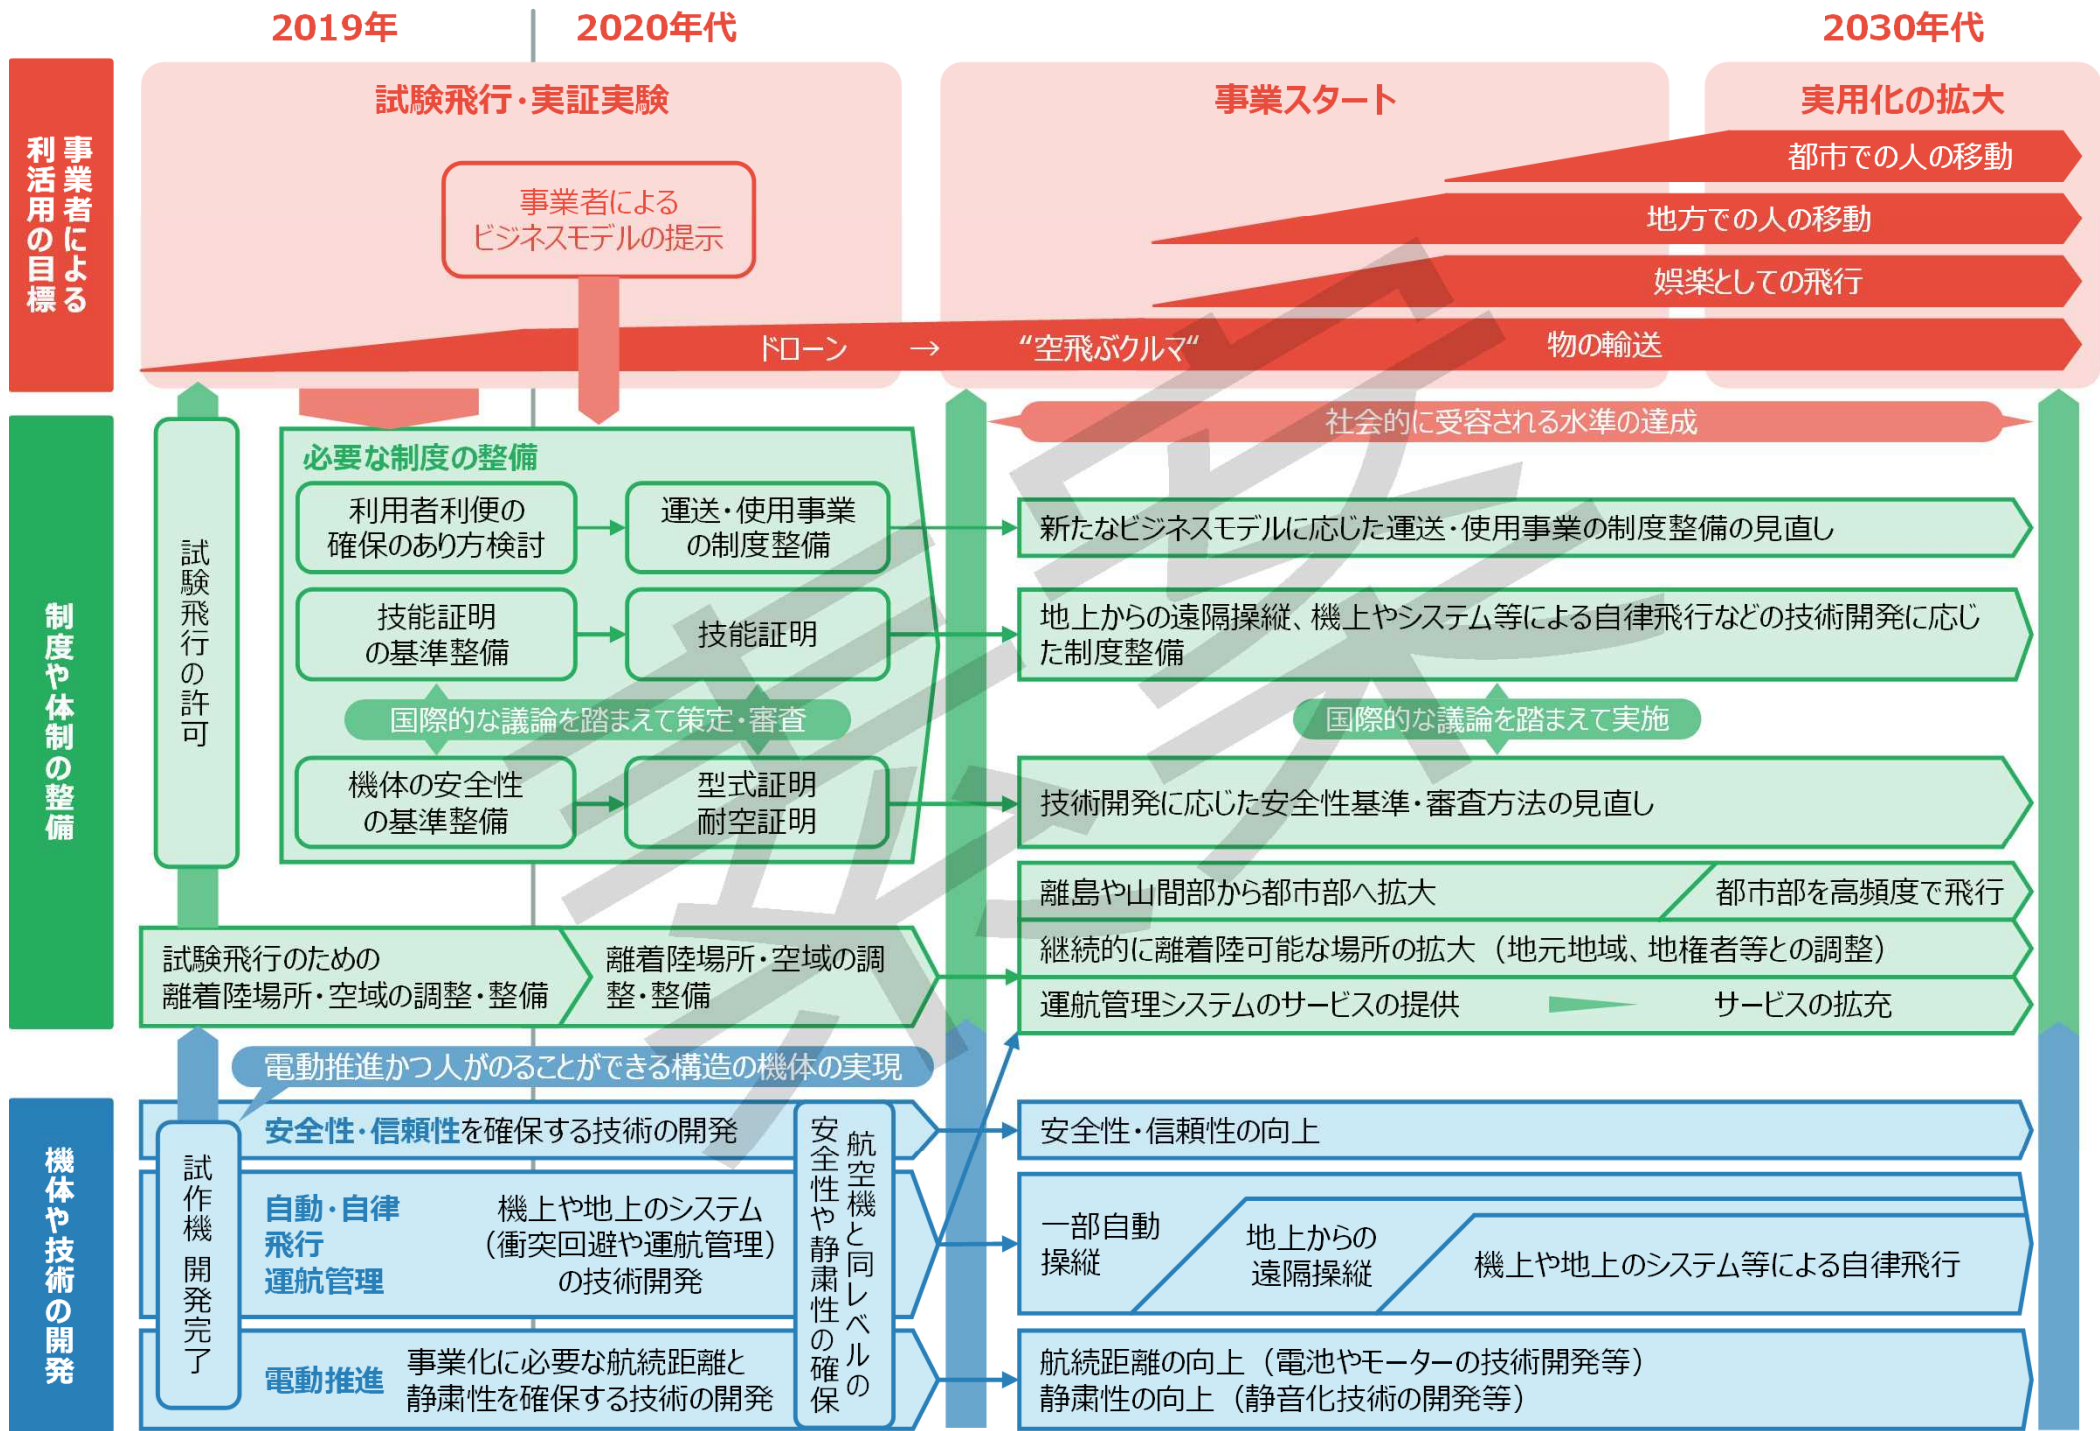 2019年
2020年代
2030年代
事業者による
利活用の目標
試験飛行・実証実験
事業スタート
実用化の拡大
事業者による
ビジネスモデルの提示
都市での人の移動
地方での人の移動
娯楽としての飛行
ドローン → “空飛ぶクルマ“ 物の輸送
制度や体制の整備
試験飛行の許可
社会的に受容される水準の達成
必要な制度の整備
利用者利便の
確保のあり方検討
運送・使用事業
の制度整備
新たなビジネスモデルに応じた運送・使用事業の制度整備の見直し
技能証明
の基準整備
技能証明
地上からの遠隔操縦、機上やシステム等による自律飛行などの技術開発に応じ
た制度整備
国際的な議論を踏まえて策定・審査
国際的な議論を踏まえて実施
機体の安全性
の基準整備
型式証明
耐空証明
技術開発に応じた安全性基準・審査方法の見直し
離島や山間部から都市部へ拡大
都市部を高頻度で飛行
試験飛行のための
離着陸場所・空域の調整・整備
離着陸場所・空域の調
整・整備
継続的に離着陸可能な場所の拡大（地元地域、地権者等との調整）
運航管理システムのサービスの提供
サービスの拡充
機体や技術の開発
電動推進かつ人がのることができる構造の機体の実現
試作機 開発完了
安全性・信頼性を確保する技術の開発
航空機と同レベルの
安全性や静粛性の確保
安全性・信頼性の向上
自動・自律
飛行
運航管理
機上や地上のシステム
（衝突回避や運航管理）
の技術開発
一部自動
操縦
地上からの
遠隔操縦
機上や地上のシステム等による自律飛行
電動推進
事業化に必要な航続距離と
静粛性を確保する技術の開発
航続距離の向上（電池やモーターの技術開発等）
静粛性の向上（静音化技術の開発等）
素案